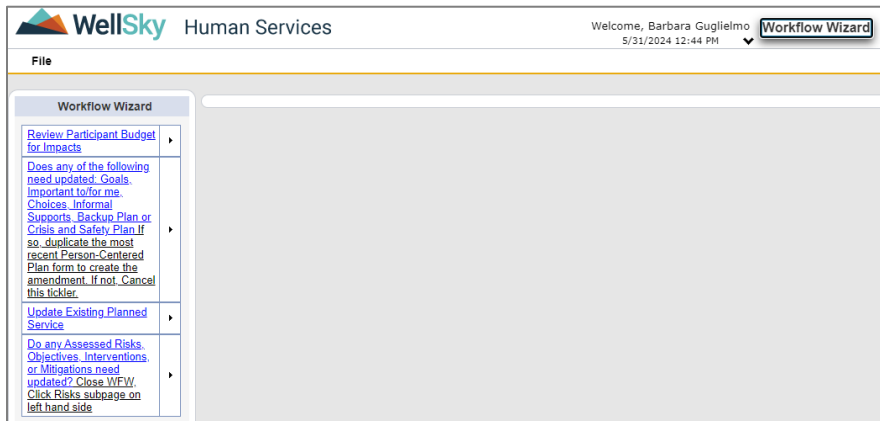 WellSky Human Services
Welcome, Barbara Guglielmo
5/31/2024 12:44 PM
Workflow Wizard
File
Workflow Wizard
Review Participant Budget
for Impacts
Does any of the following
need updated: Goals,
Important to/for me,
Choices, Informal
Supports, Backup Plan or
Crisis and Safety Plan If
so, duplicate the most
recent Person-Centered
Plan form to create the
amendment. If not, Cancel
this tickler.
Update Existing Planned
Service
Do any Assessed Risks,
Objectives, Interventions,
or Mitigations need
updated? Close WFW,
Click Risks subpage on
left hand side